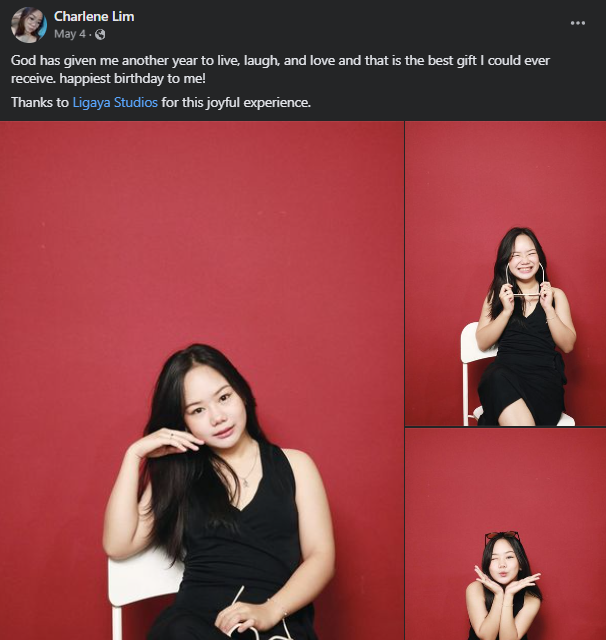 Charlene Lim
May 4 ·
God has given me another year to live, laugh, and love and that is the best gift I could ever
receive. happiest birthday to me!
Thanks to Ligaya Studios for this joyful experience.